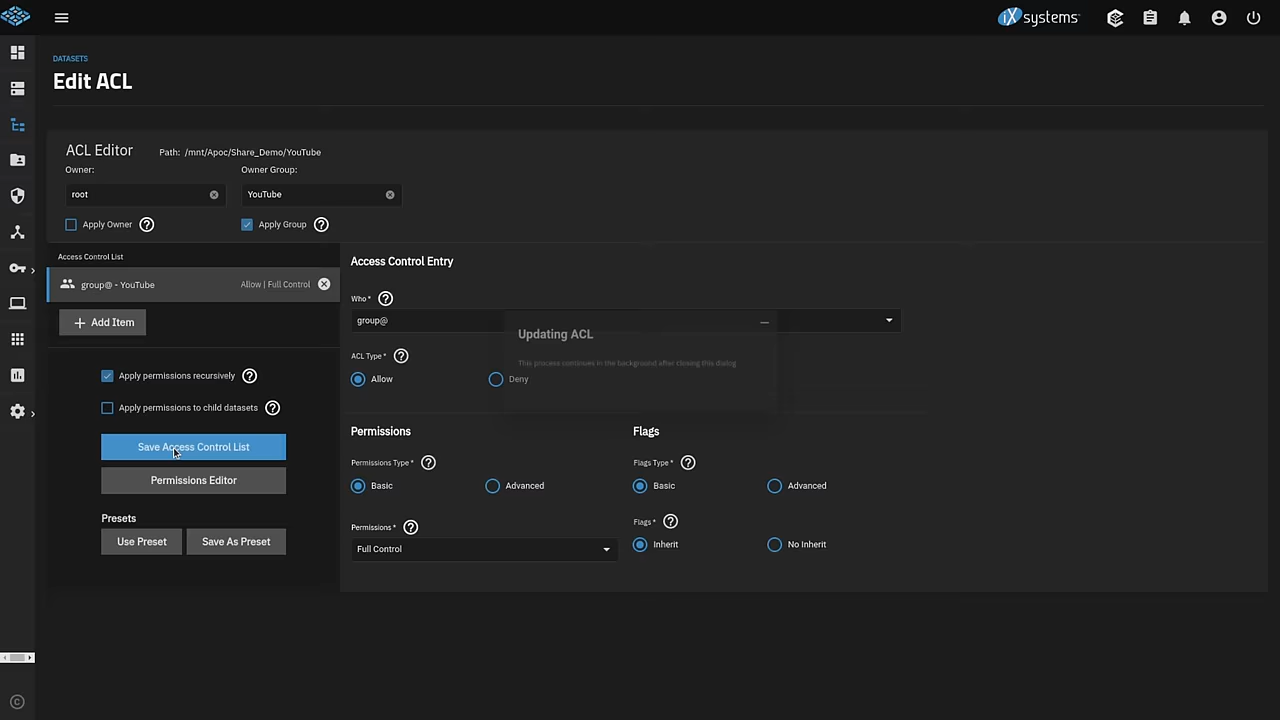 iXsystems
DATASETS
Edit ACL
ACL Editor Path: /mnt/Apoc/Share_Demo/YouTube
Owner: Owner Group:
root YouTube
Apply Owner Apply Group
Access Control List
group@ - YouTube Allow | Full Control
Add Item
Apply permissions recursively
Apply permissions to child datasets
Save Access Control List
Permissions Editor
Presets
Use Preset Save As Preset
Access Control Entry
Who *
group@
Updating ACL
This process continues in the background after closing this dialog
ACL Type *
Allow Deny
Permissions Flags
Permissions Type * Flags Type *
Basic Advanced Basic Advanced
Permissions * Flags *
Full Control Inherit No Inherit